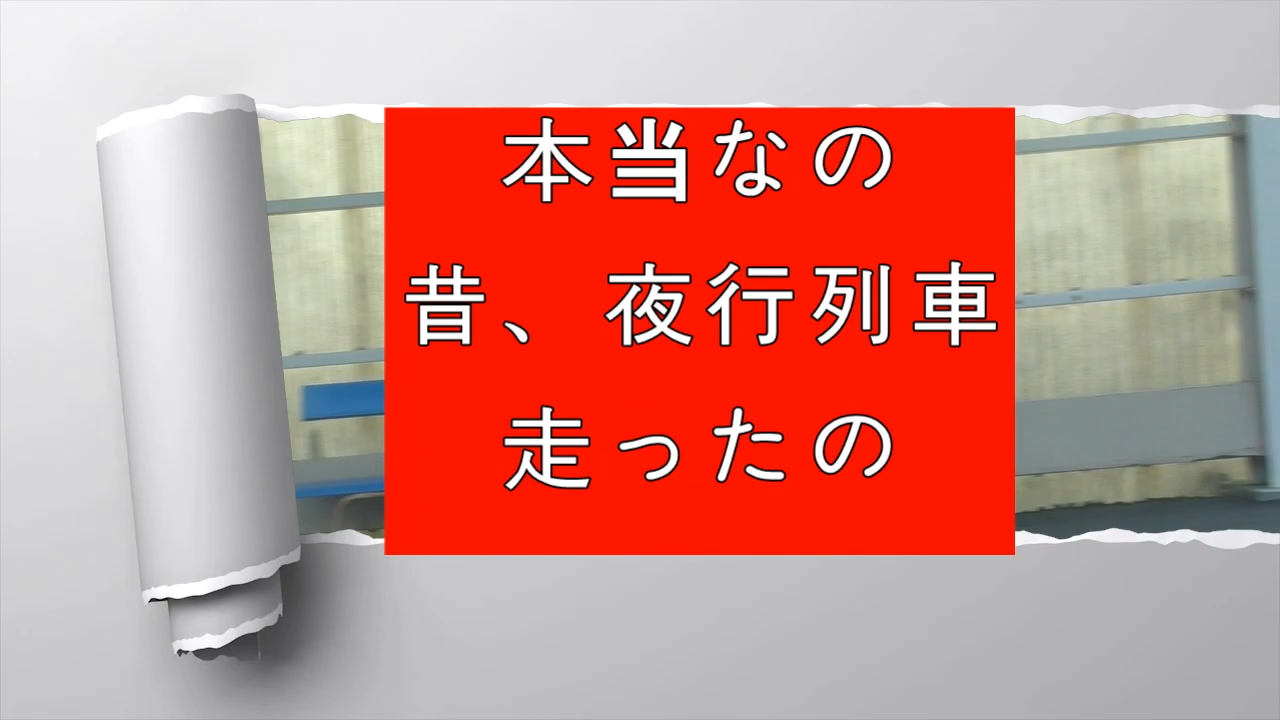 本当なの
昔、夜行列車
走ったの